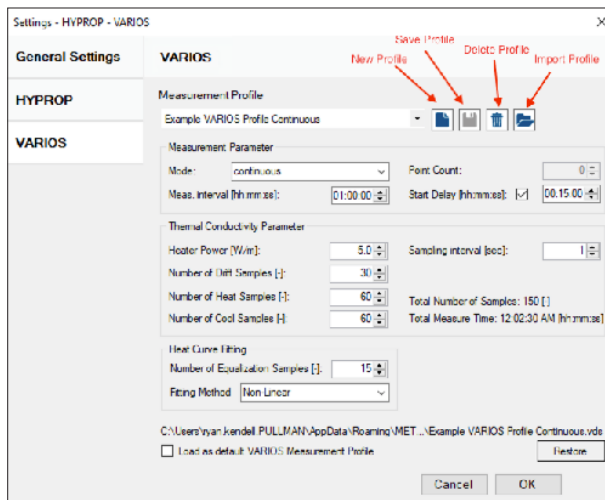 Settings - HYPROP - VARIOS
General Settings
HYPROP
VARIOS
VARIOS
New Profile
Save Profile
Delete Profile
Import Profile
Measurement Profile
Example VARIOS Profile Continuous
Measurement Parameter
Mode: continuous
Point Count: 0
Meas. interval [hh:mm:ss]: 01:00:00
Start Delay [hh:mm:ss]: 00:15:00
Thermal Conductivity Parameter
Heater Power [W/m]: 5.0
Sampling interval [sec]: 1
Number of Drift Samples [-]: 30
Number of Heat Samples [-]: 60
Total Number of Samples: 150 [-]
Number of Cool Samples [-]: 60
Total Measure Time: 12:02:30 AM [hh:mm:ss]
Heat Curve Fitting
Number of Equalization Samples [-]: 15
Fitting Method Non-Linear
C:\Users\ryan.kendell.PULLMAN\AppData\Roaming\MET...\Example VARIOS Profile Continuous.vds
Load as default VARIOS Measurement Profile
Restore
Cancel
OK